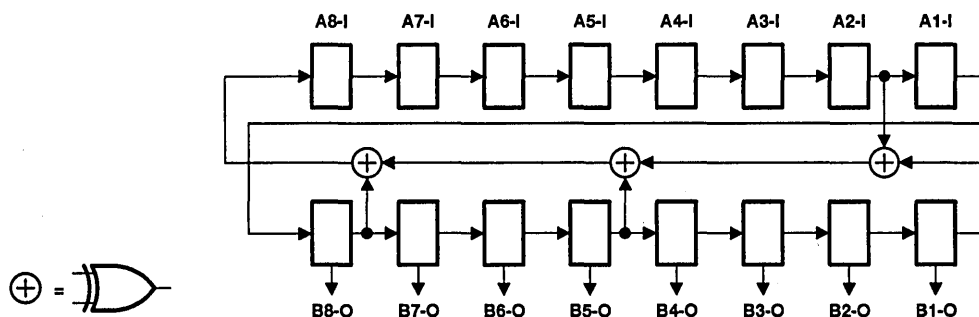 A8-I A7-I A6-I A5-I A4-I A3-I A2-I A1-I
=
B8-O B7-O B6-O B5-O B4-O B3-O B2-O B1-O